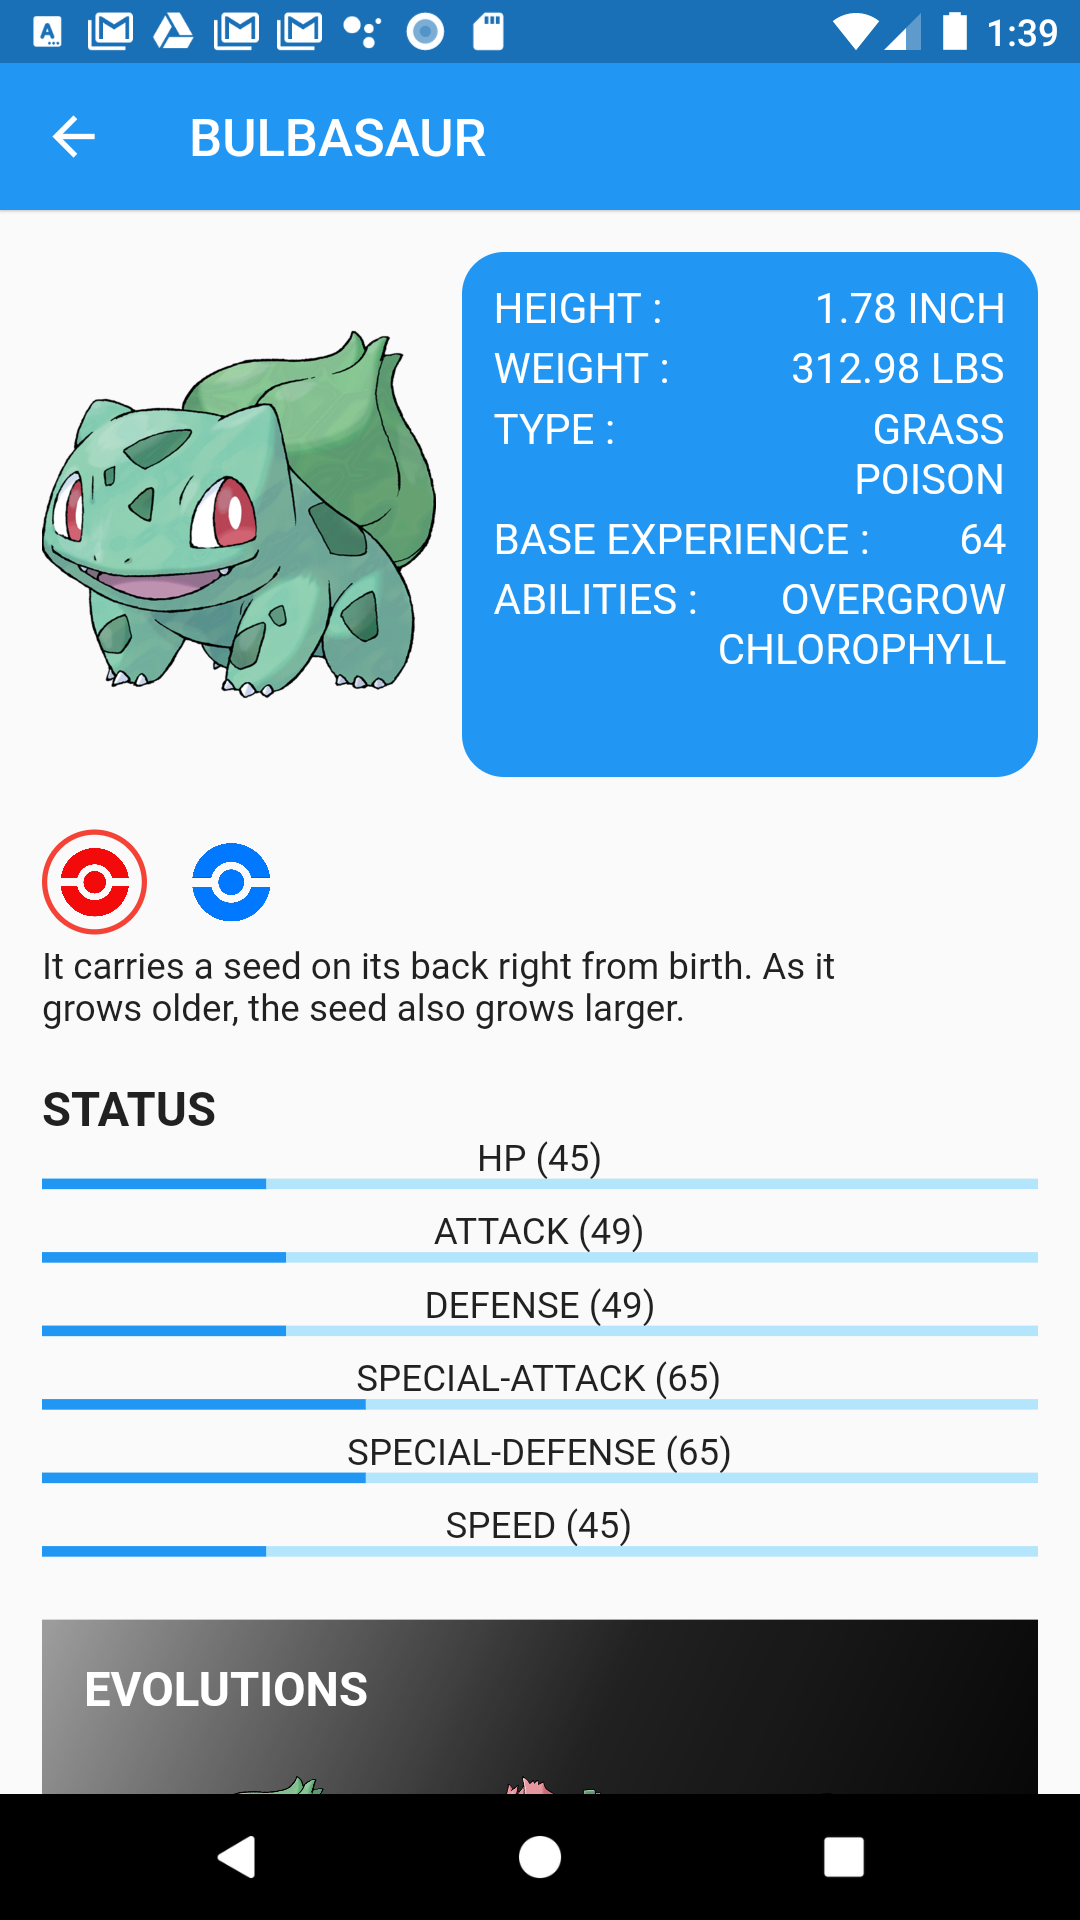 1:39
BULBASAUR
HEIGHT : 1.78 INCH
WEIGHT : 312.98 LBS
TYPE : GRASS
POISON
BASE EXPERIENCE : 64
ABILITIES : OVERGROW
CHLOROPHYLL
It carries a seed on its back right from birth. As it
grows older, the seed also grows larger.
STATUS
HP (45)
ATTACK (49)
DEFENSE (49)
SPECIAL-ATTACK (65)
SPECIAL-DEFENSE (65)
SPEED (45)
EVOLUTIONS